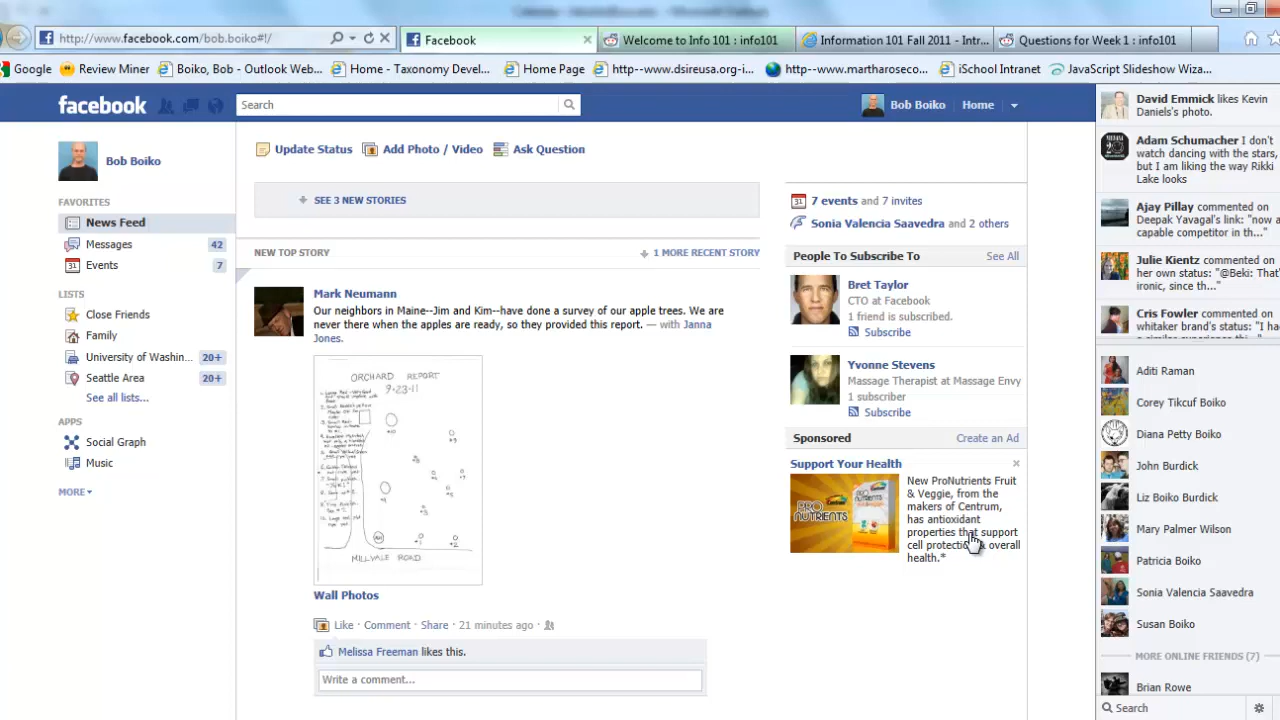 http://www.facebook.com/bob.boiko#!/
Facebook
Welcome to Info 101 : info101
Information 101 Fall 2011 - Intr...
Questions for Week 1 : info101
Google
Review Miner
Boiko, Bob - Outlook Web...
Home - Taxonomy Devel...
Home Page
http--www.dsireusa.org-i...
http--www.martharoseco...
iSchool Intranet
JavaScript Slideshow Wiza...
facebook
Search
Bob Boiko
Home
Bob Boiko
FAVORITES
News Feed
Messages 42
Events 7
LISTS
Close Friends
Family
University of Washin... 20+
Seattle Area 20+
See all lists...
APPS
Social Graph
Music
MORE
Update Status
Add Photo / Video
Ask Question
SEE 3 NEW STORIES
NEW TOP STORY
1 MORE RECENT STORY
Mark Neumann
Our neighbors in Maine--Jim and Kim--have done a survey of our apple trees. We are
never there when the apples are ready, so they provided this report. — with Janna
Jones.
ORCHARD REPORT
9-23-11
MILLVALE ROAD
Wall Photos
Like · Comment · Share · 21 minutes ago ·
Melissa Freeman likes this.
Write a comment...
7 events and 7 invites
Sonia Valencia Saavedra and 2 others
People To Subscribe To
See All
Bret Taylor
CTO at Facebook
1 friend is subscribed.
Subscribe
Yvonne Stevens
Massage Therapist at Massage Envy
1 subscriber
Subscribe
Sponsored
Create an Ad
Support Your Health
PRO NUTRIENTS
New ProNutrients Fruit
& Veggie, from the
makers of Centrum,
has antioxidant
properties that support
cell protection & overall
health.*
David Emmick likes Kevin
Daniels's photo.
Adam Schumacher I don't
watch dancing with the stars,
but I am liking the way Rikki
Lake looks
Ajay Pillay commented on
Deepak Yavagal's link: "now a
capable competitor in th..."
Julie Kientz commented on
her own status: "@Beki: That'
ironic, since th..."
Cris Fowler commented on
whitaker brand's status: "I ha
Aditi Raman
Corey Tikcuf Boiko
Diana Petty Boiko
John Burdick
Liz Boiko Burdick
Mary Palmer Wilson
Patricia Boiko
Sonia Valencia Saavedra
Susan Boiko
MORE ONLINE FRIENDS (7)
Brian Rowe
Search